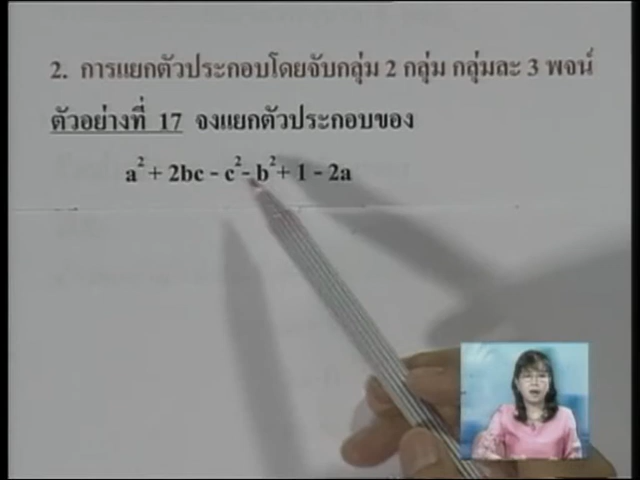 2. การแยกตัวประกอบโดยจับกลุ่ม 2 กลุ่ม กลุ่มละ 3 พจน์
ตัวอย่างที่ 17 จงแยกตัวประกอบของ
a² + 2bc - c² - b² + 1 - 2a